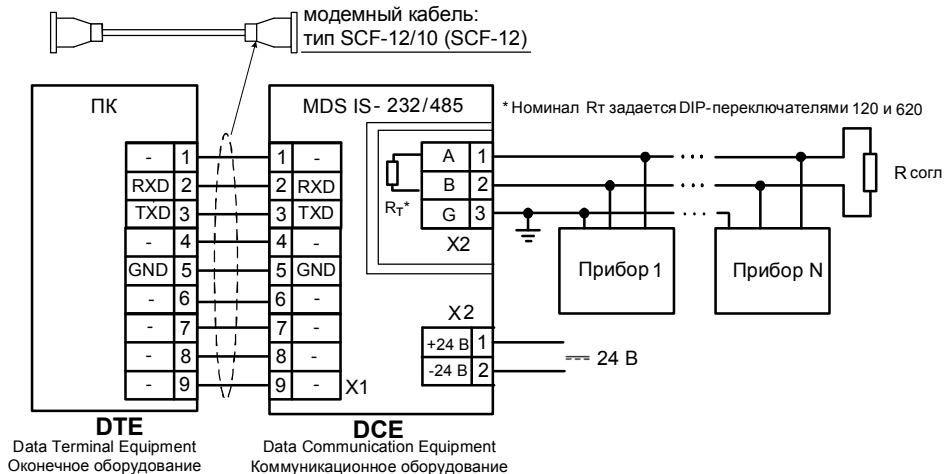 модемный кабель:
тип SCF-12/10 (SCF-12)
ПК
MDS IS- 232/485
* Номинал Rт задается DIP-переключателями 120 и 620
- 1
RXD 2
TXD 3
- 4
GND 5
- 6
- 7
- 8
- 9
1 -
2 RXD
3 TXD
4 -
5 GND
6 -
7 -
8 -
9 -
X1
RТ*
A 1
B 2
G 3
X2
R согл
Прибор 1
Прибор N
X2
+24 В 1
-24 В 2
24 В
DTE
Data Terminal Equipment
Оконечное оборудование
DCE
Data Communication Equipment
Коммуникационное оборудование